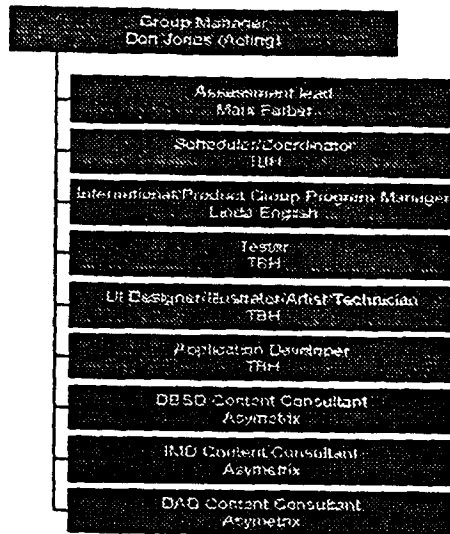 Group Manager
Don Jones (Acting)
Assessment lead
Mark Farber
Scheduler/Coordinator
TBH
International/Product Group Program Manager
Linda English
Tester
TBH
UI Designer/Illustrator/Artist/Technician
TBH
Application Developer
TBH
DBSD Content Consultant
Asymetrix
IMD Content Consultant
Asymetrix
DAD Content Consultant
Asymetrix